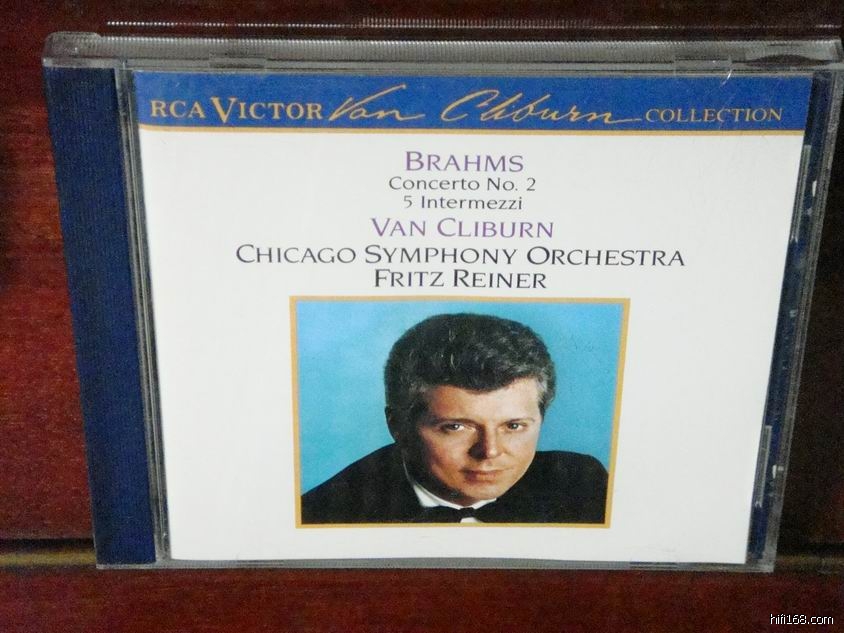 RCA VICTOR Van Cliburn COLLECTION
BRAHMS
Concerto No. 2
5 Intermezzi
VAN CLIBURN
CHICAGO SYMPHONY ORCHESTRA
FRITZ REINER
hifi168.com